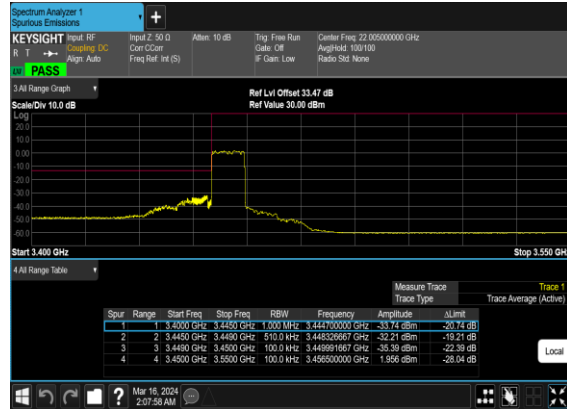 Spectrum Analyzer 1
Spurious Emissions
KEYSIGHT Input: RF Input Z: 50 Ω Atten: 10 dB Trig: Free Run Center Freq: 22.005000000 GHz
R T Coupling: DC Corr CCorr Gate: Off Avg|Hold: 100/100
Align: Auto Freq Ref: Int (S) IF Gain: Low Radio Std: None
PASS
3 All Range Graph
Ref Lvl Offset 33.47 dB
Scale/Div 10.0 dB Ref Value 30.00 dBm
Log
20.0
10.0
0.00
-10.0
-20.0
-30.0
-40.0
-50.0
-60.0
Start 3.400 GHz Stop 3.550 GH
4 All Range Table
Measure Trace Trace 1
Trace Type Trace Average (Active)
Spur Range Start Freq Stop Freq RBW Frequency Amplitude ΔLimit
1 1 3.4000 GHz 3.4450 GHz 1.000 MHz 3.444700000 GHz -33.74 dBm -20.74 dB
2 2 3.4450 GHz 3.4490 GHz 510.0 kHz 3.448326667 GHz -32.21 dBm -19.21 dB
3 3 3.4490 GHz 3.4500 GHz 100.0 kHz 3.449991667 GHz -35.39 dBm -22.39 dB
4 4 3.4500 GHz 3.5500 GHz 100.0 kHz 3.456500000 GHz 1.956 dBm -28.04 dB
Local
?
Mar 16, 2024
2:07:58 AM